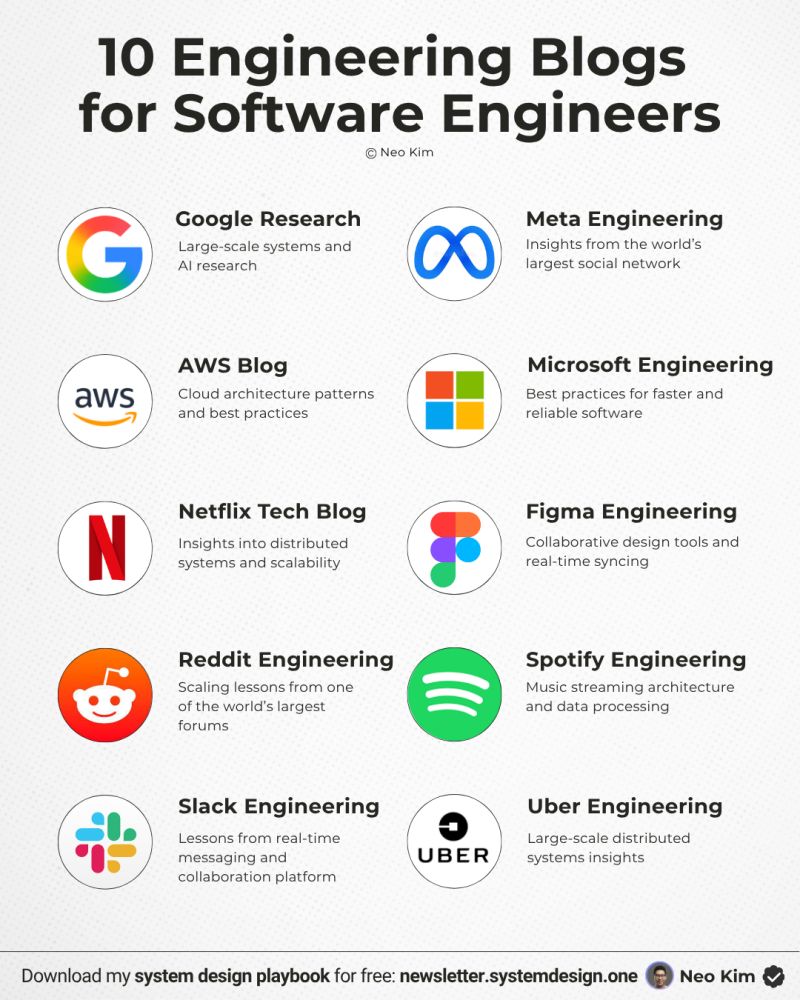 10 Engineering Blogs
for Software Engineers
© Neo Kim
Google Research
Large-scale systems and
AI research
Meta Engineering
Insights from the world's
largest social network
aws
AWS Blog
Cloud architecture patterns
and best practices
Microsoft Engineering
Best practices for faster and
reliable software
Netflix Tech Blog
Insights into distributed
systems and scalability
Figma Engineering
Collaborative design tools and
real-time syncing
Reddit Engineering
Scaling lessons from one
of the world's largest
forums
Spotify Engineering
Music streaming architecture
and data processing
Slack Engineering
Lessons from real-time
messaging and
collaboration platform
UBER
Uber Engineering
Large-scale distributed
systems insights
Download my system design playbook for free: newsletter.systemdesign.one Neo Kim